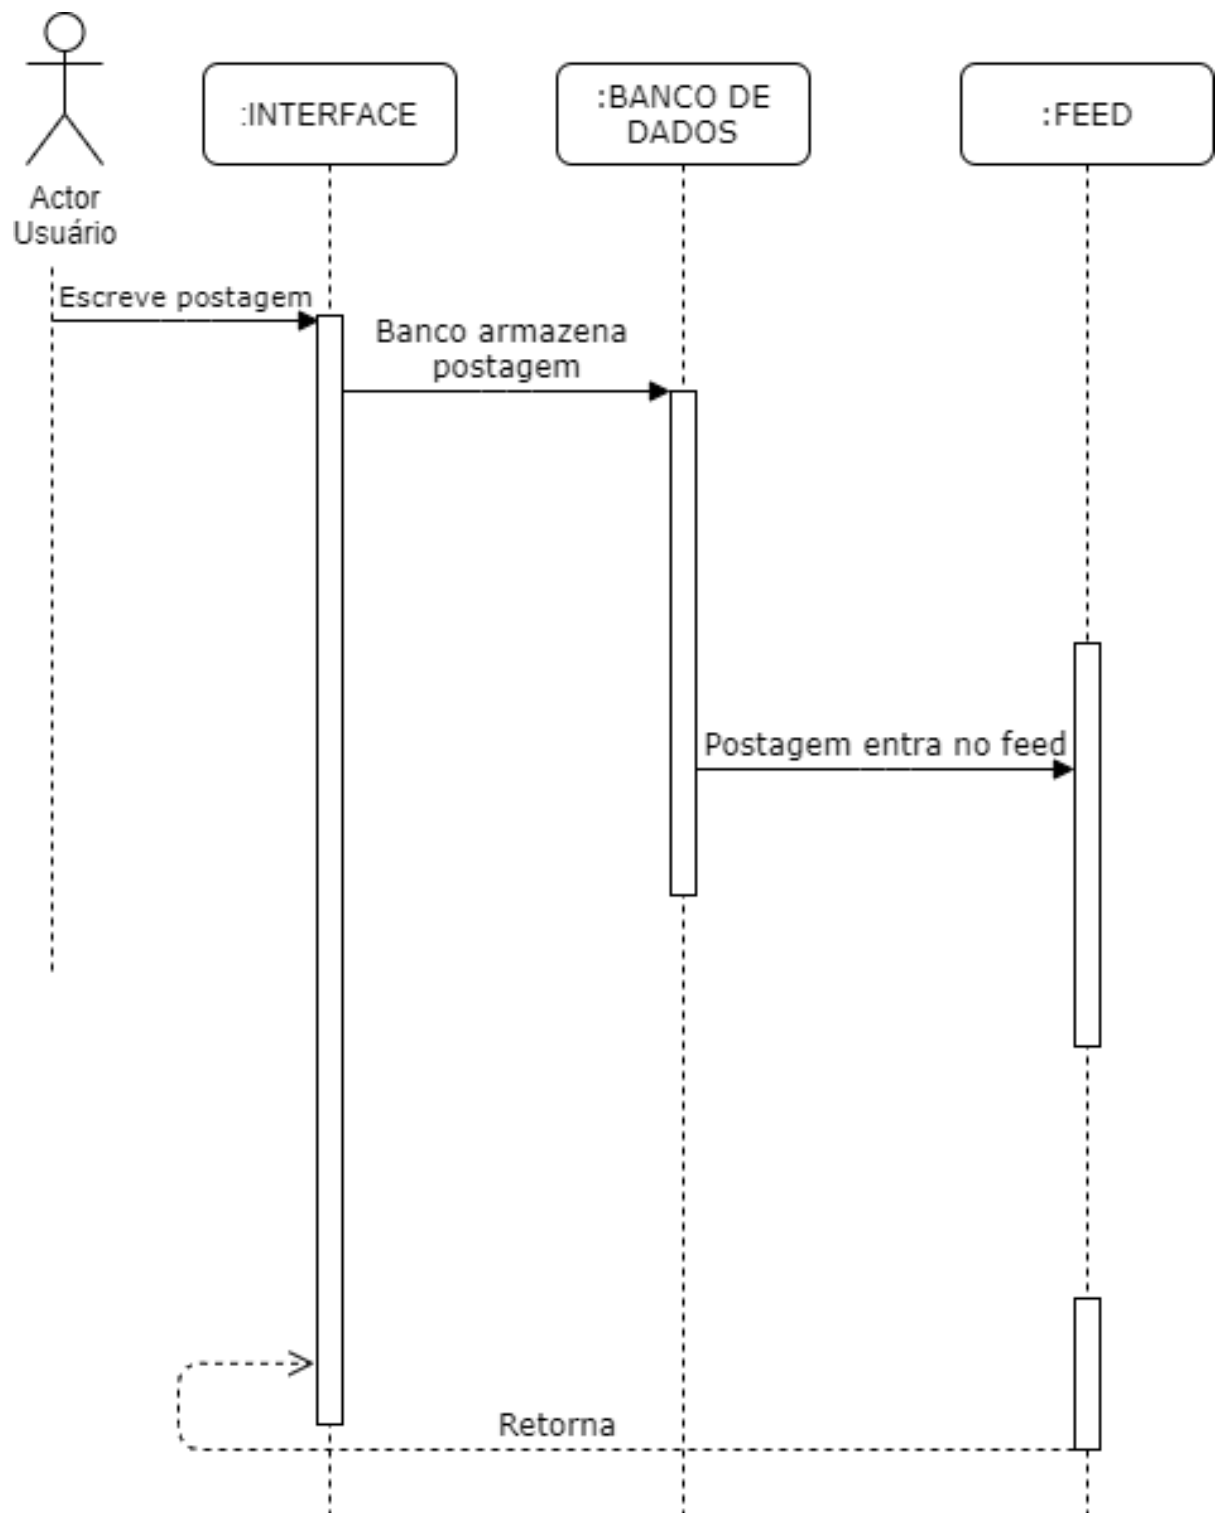 :INTERFACE
:BANCO DE
DADOS
:FEED
Actor
Usuário
Escreve postagem
Banco armazena
postagem
Postagem entra no feed
Retorna